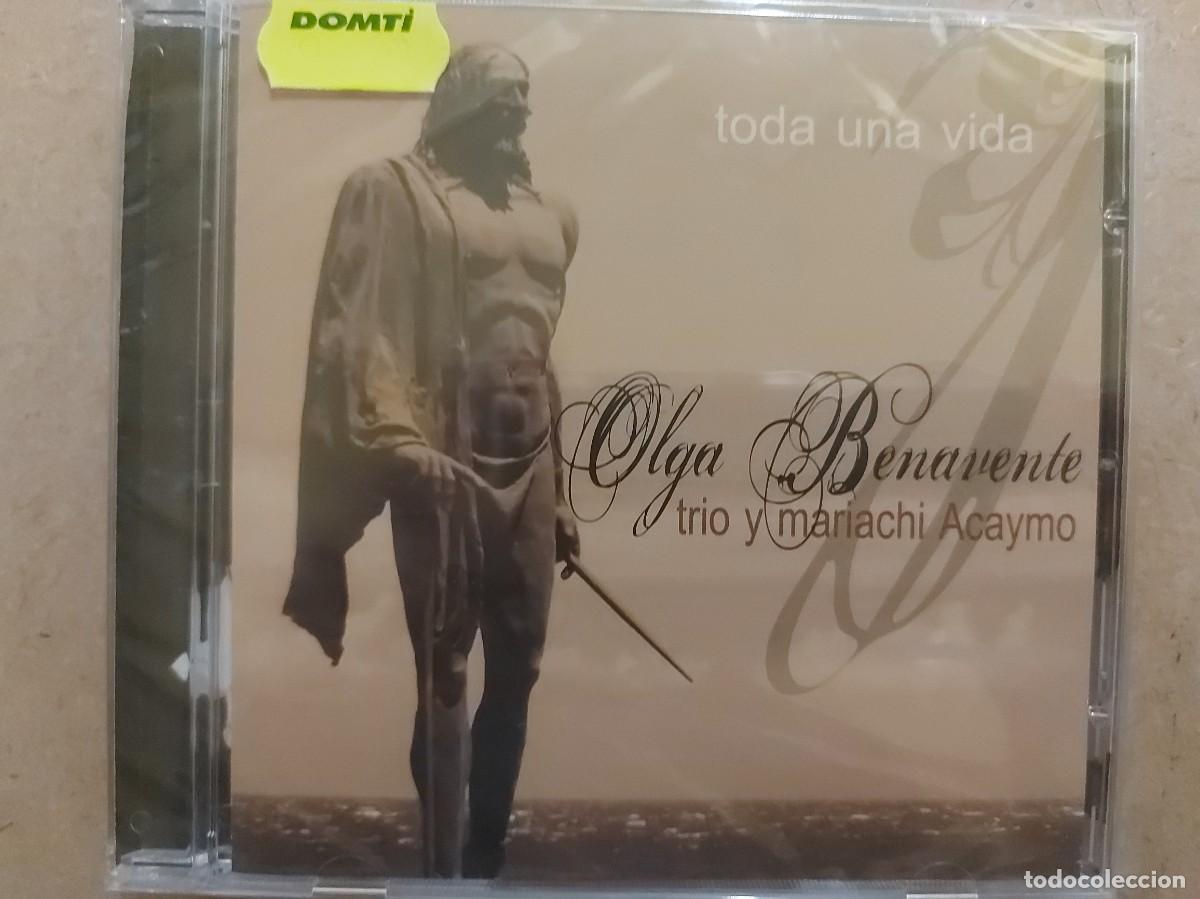 DOMTi
toda una vida
Olga Benavente
trio y mariachi Acaymo
todocoleccion